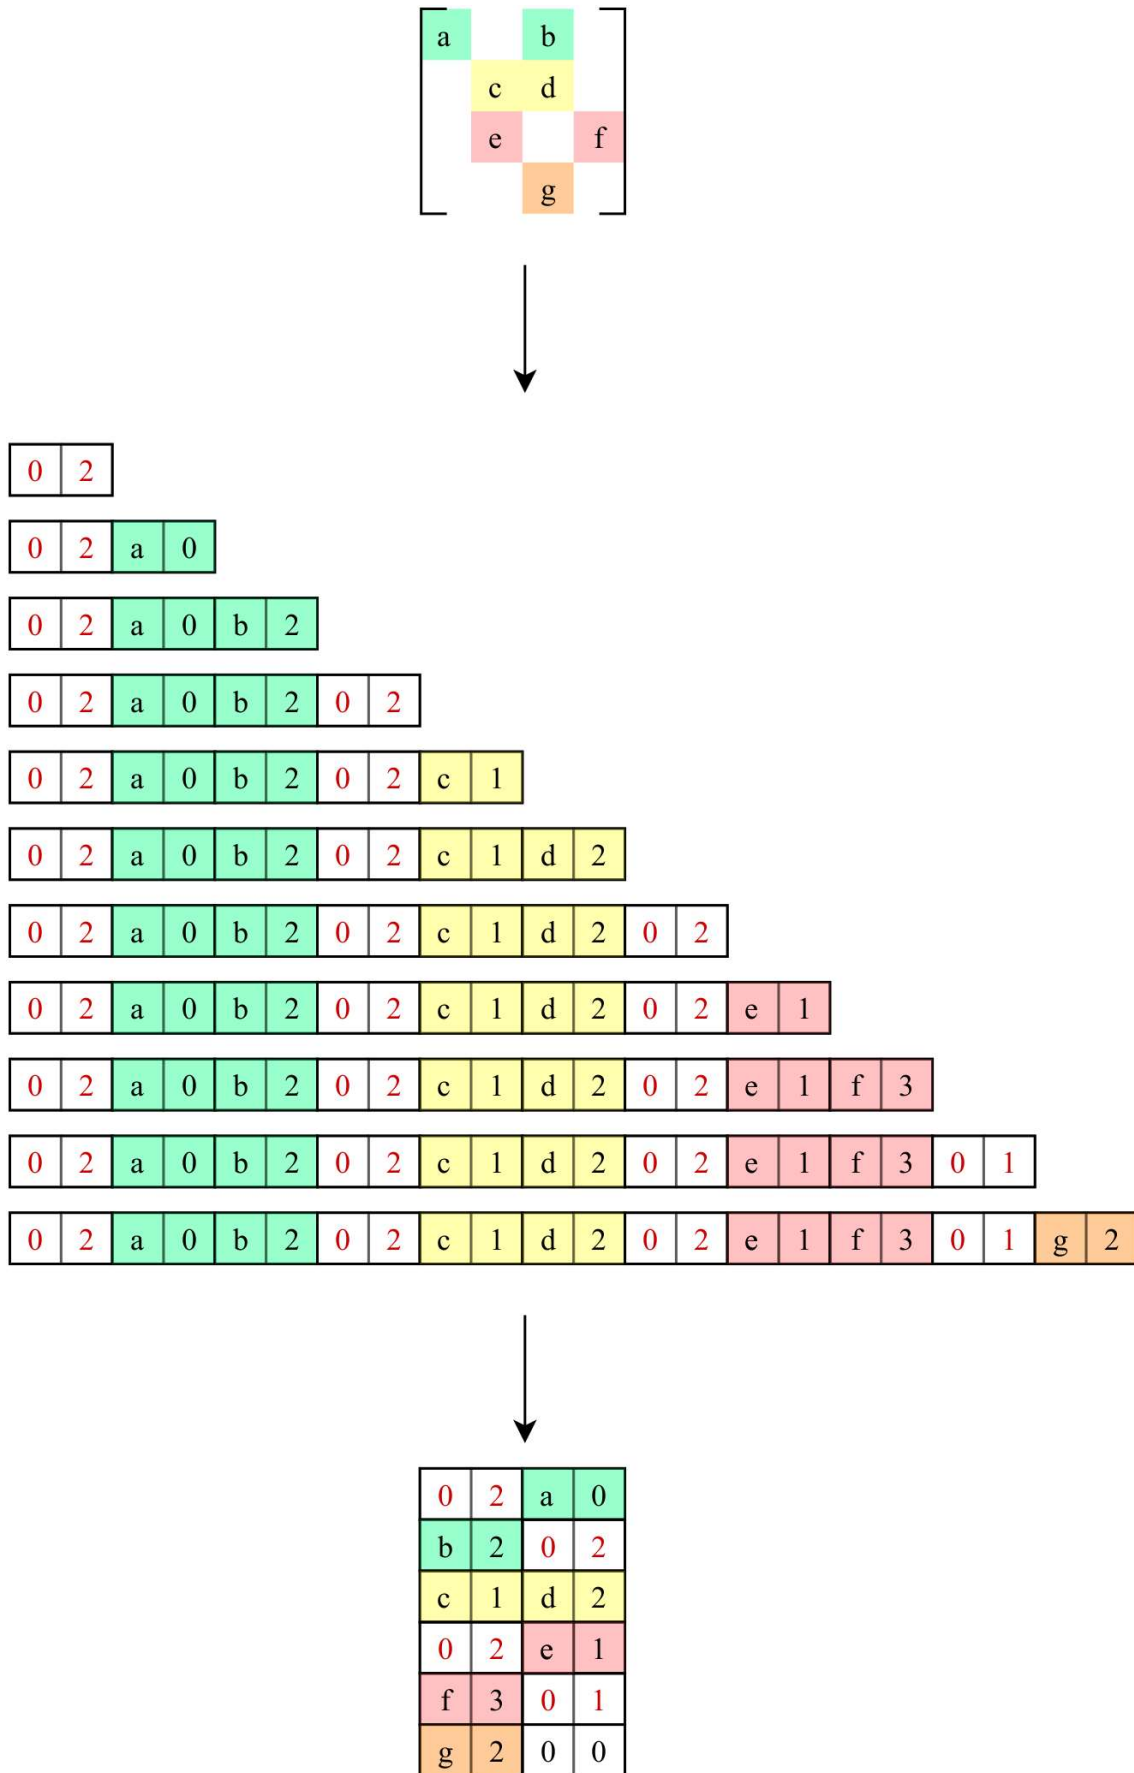 a b
c d
e f
g
0 2
0 2 a 0
0 2 a 0 b 2
0 2 a 0 b 2 0 2
0 2 a 0 b 2 0 2 c 1
0 2 a 0 b 2 0 2 c 1 d 2
0 2 a 0 b 2 0 2 c 1 d 2 0 2
0 2 a 0 b 2 0 2 c 1 d 2 0 2 e 1
0 2 a 0 b 2 0 2 c 1 d 2 0 2 e 1 f 3
0 2 a 0 b 2 0 2 c 1 d 2 0 2 e 1 f 3 0 1
0 2 a 0 b 2 0 2 c 1 d 2 0 2 e 1 f 3 0 1 g 2
0 2 a 0
b 2 0 2
c 1 d 2
0 2 e 1
f 3 0 1
g 2 0 0